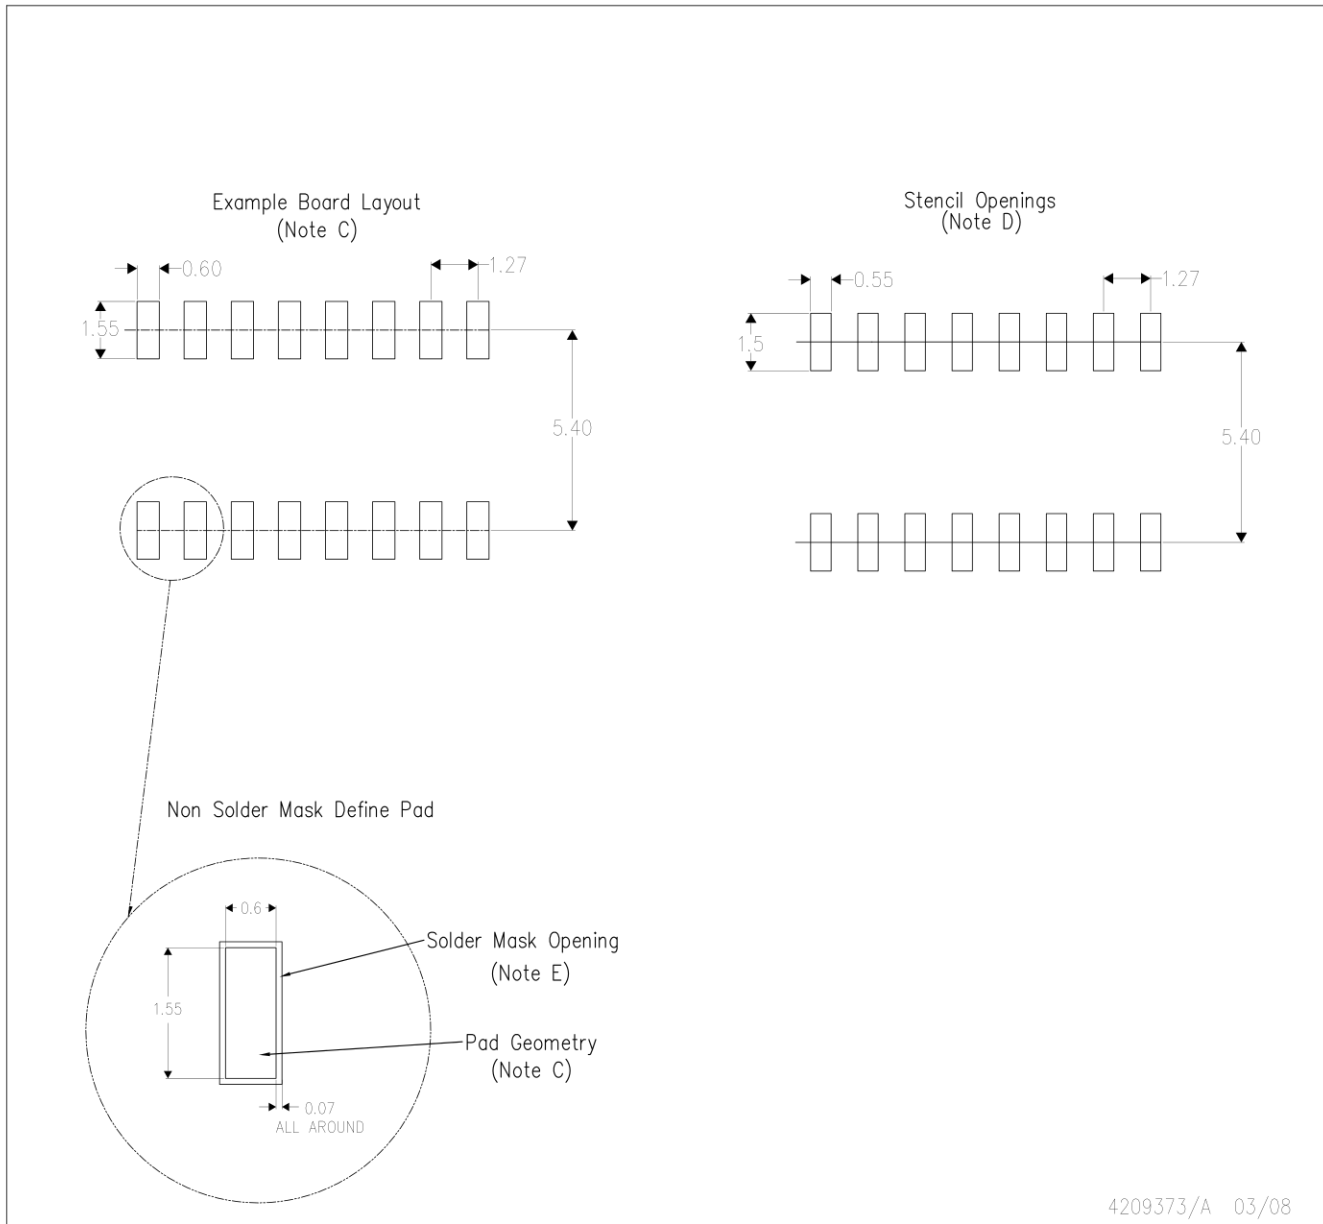 Example Board Layout
(Note C)
0.60
1.27
1.55
5.40
Stencil Openings
(Note D)
0.55
1.27
1.5
5.40
Non Solder Mask Define Pad
0.6
1.55
Solder Mask Opening
(Note E)
Pad Geometry
(Note C)
0.07
ALL AROUND
4209373/A 03/08